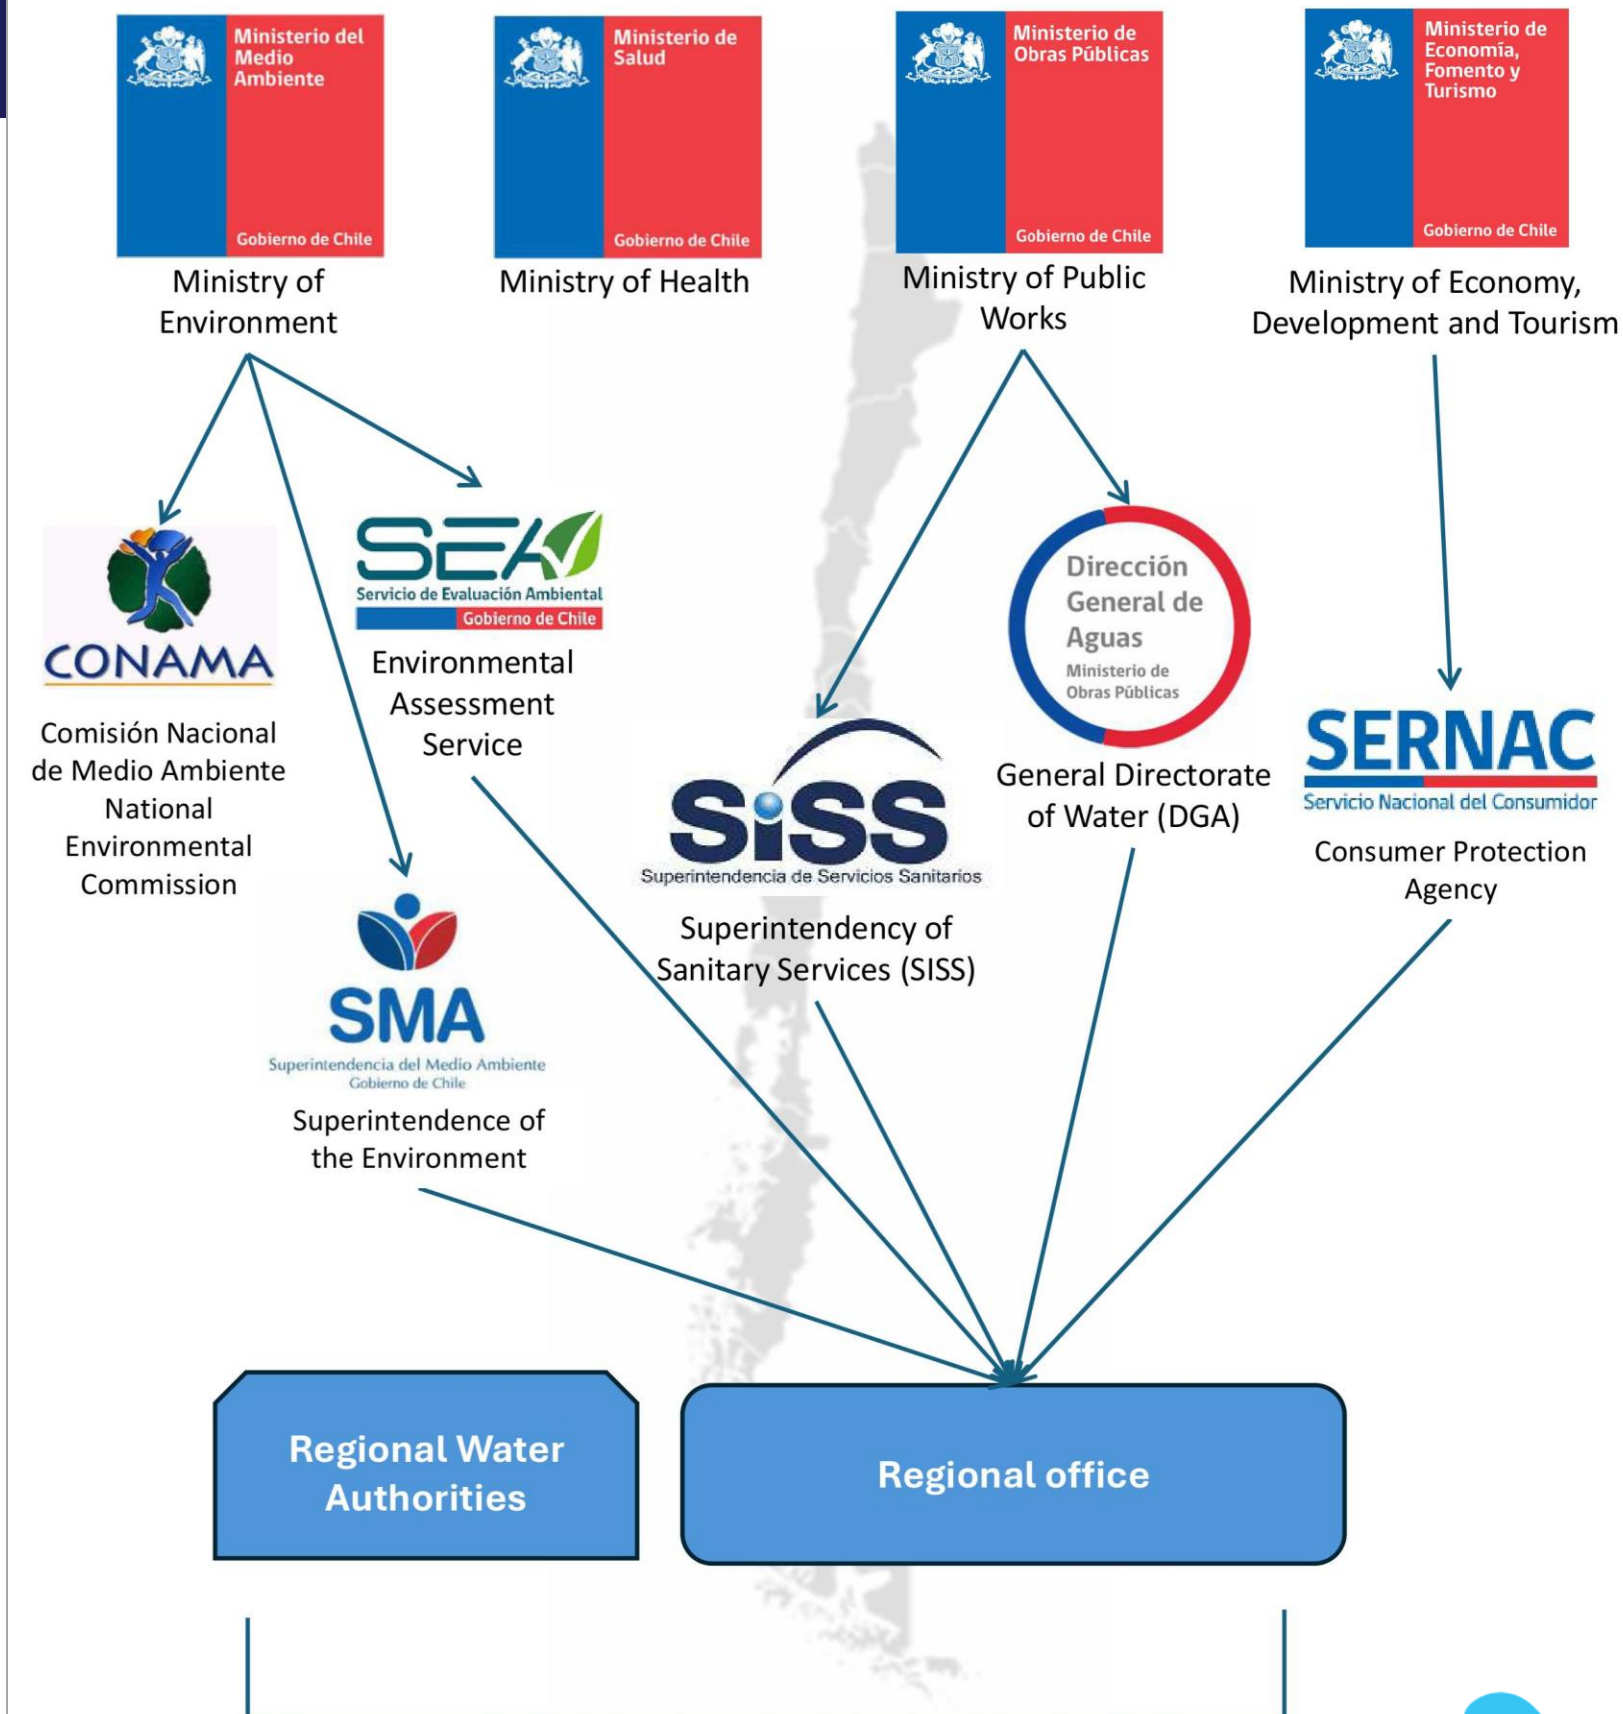 Ministerio del
Medio
Ambiente
Gobierno de Chile
Ministry of
Environment
Ministerio de
Salud
Gobierno de Chile
Ministry of Health
Ministerio de
Obras Públicas
Gobierno de Chile
Ministry of Public
Works
Ministerio de
Economía,
Fomento y
Turismo
Gobierno de Chile
Ministry of Economy,
Development and Tourism
CONAMA
Comisión Nacional
de Medio Ambiente
National
Environmental
Commission
SEA
Servicio de Evaluación Ambiental
Gobierno de Chile
Environmental
Assessment
Service
SMA
Superintendencia del Medio Ambiente
Gobierno de Chile
Superintendence of
the Environment
SiSS
Superintendencia de Servicios Sanitarios
Superintendency of
Sanitary Services (SISS)
Dirección
General de
Aguas
Ministerio de
Obras Públicas
General Directorate
of Water (DGA)
SERNAC
Servicio Nacional del Consumidor
Consumer Protection
Agency
Regional Water
Authorities
Regional office